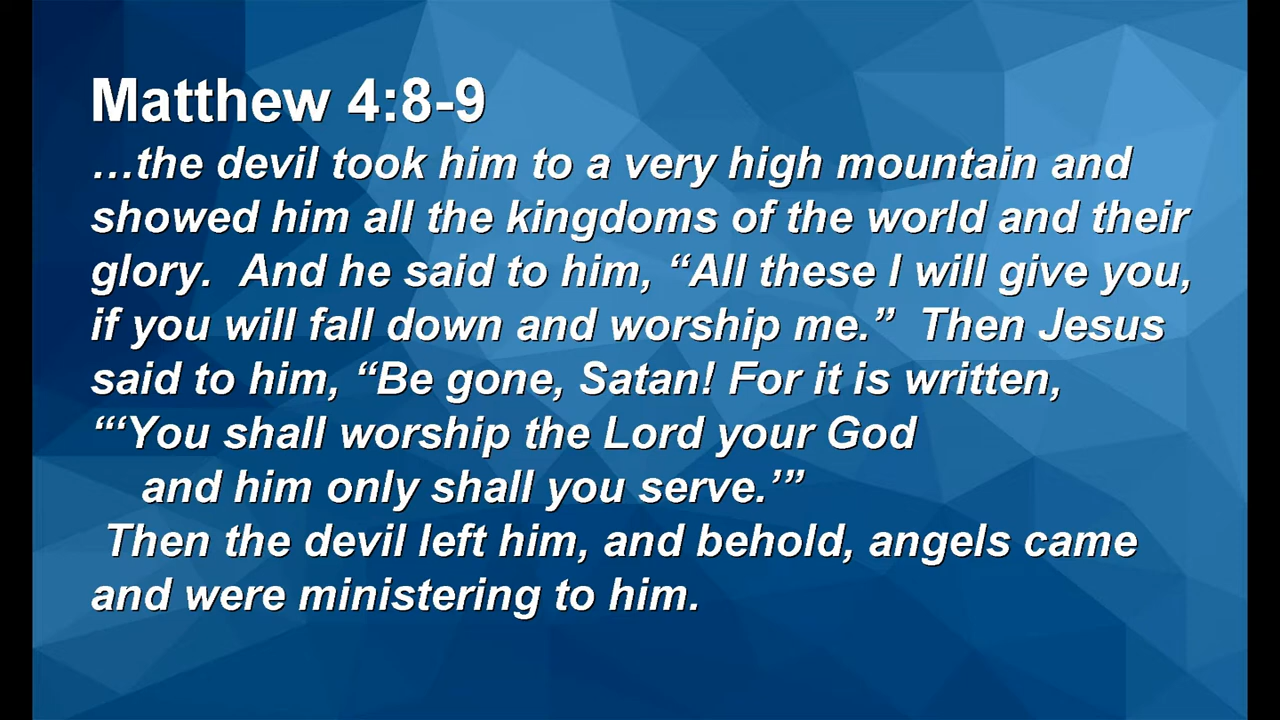 Matthew 4:8-9
…the devil took him to a very high mountain and
showed him all the kingdoms of the world and their
glory.  And he said to him, “All these I will give you,
if you will fall down and worship me.”  Then Jesus
said to him, “Be gone, Satan! For it is written,
“‘You shall worship the Lord your God
and him only shall you serve.’”
Then the devil left him, and behold, angels came
and were ministering to him.